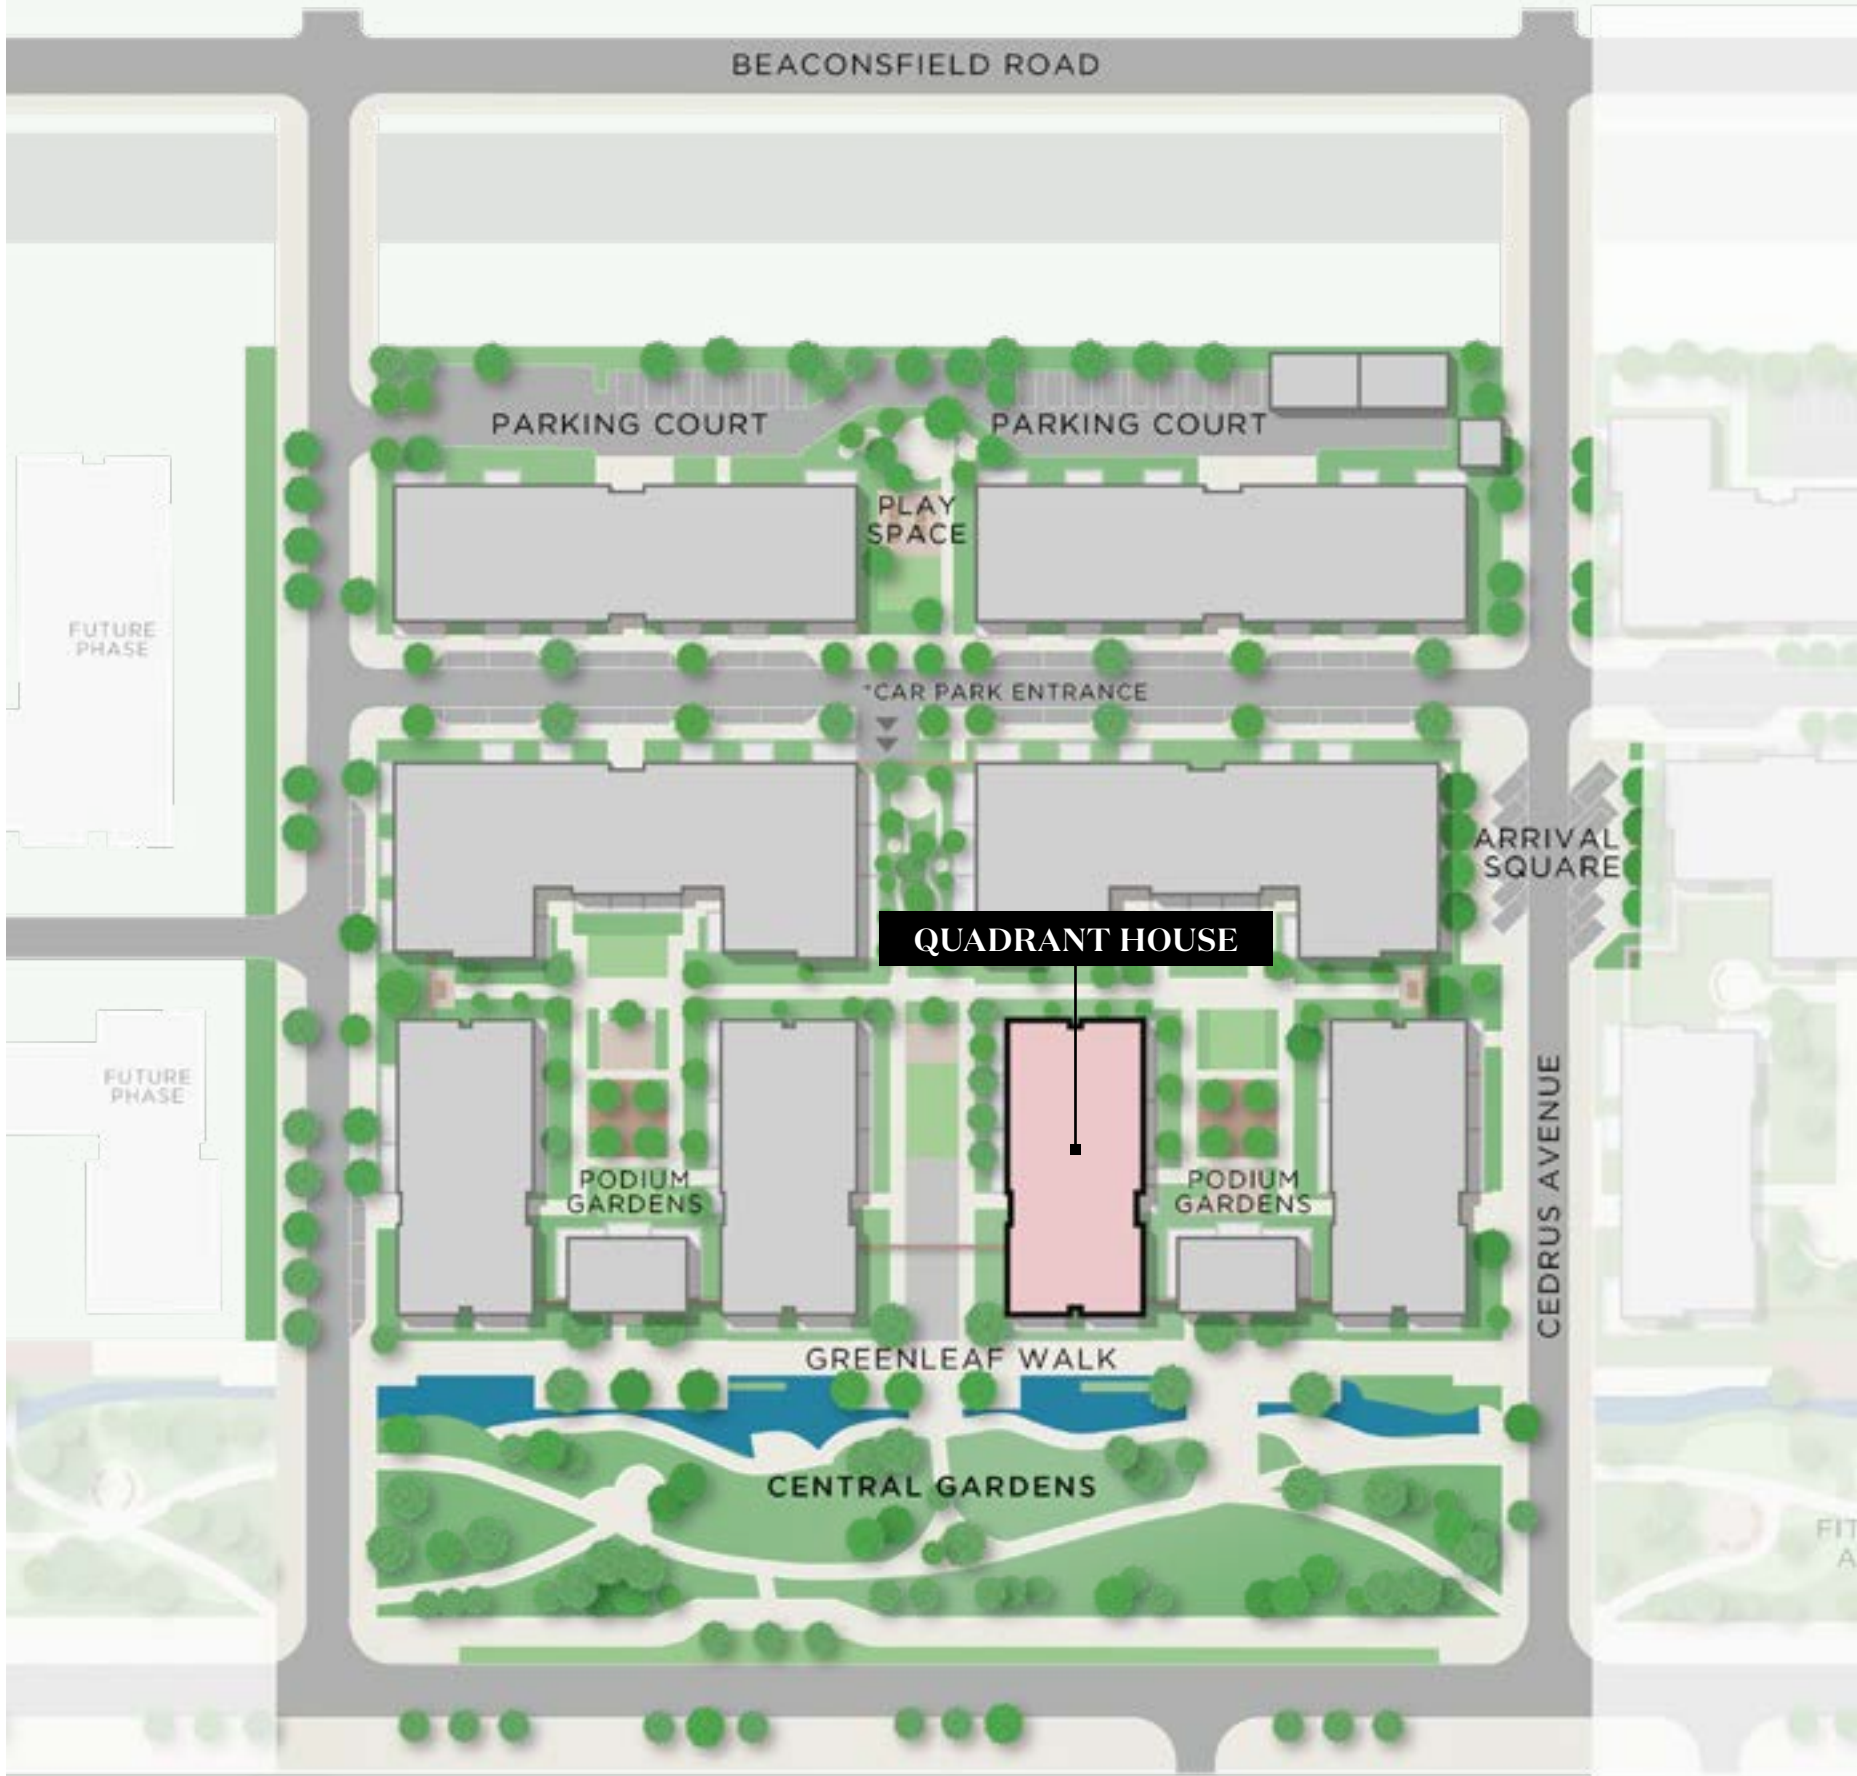 BEACONSFIELD ROAD
PARKING COURT
PARKING COURT
PLAY
SPACE
FUTURE
PHASE
*CAR PARK ENTRANCE
ARRIVAL
SQUARE
QUADRANT HOUSE
FUTURE
PHASE
CEDRUS AVENUE
PODIUM
GARDENS
PODIUM
GARDENS
GREENLEAF WALK
CENTRAL GARDENS
FIT
A